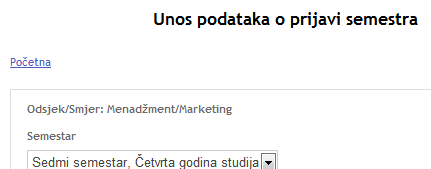 Unos podataka o prijavi semestra
Početna
Odsjek/Smjer: Menadžment/Marketing
Semestar
Sedmi semestar, Četvrta godina studija